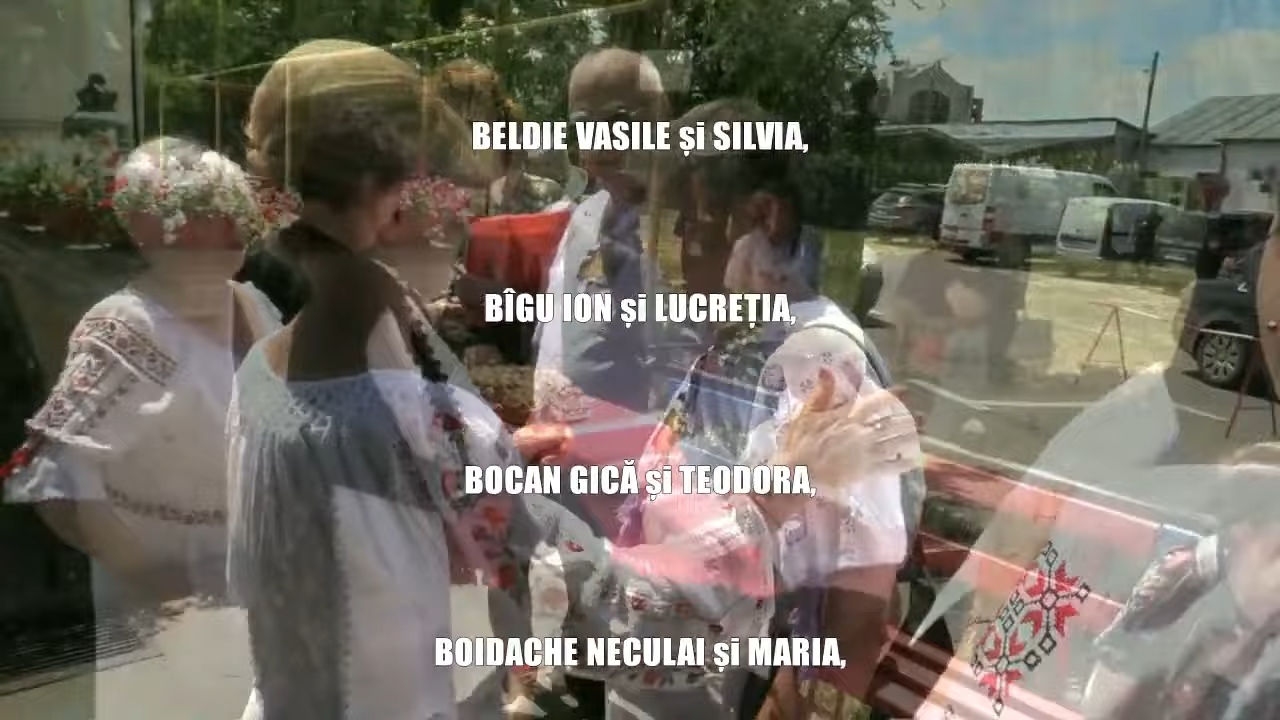 BELDIE VASILE și SILVIA,
BÎGU ION și LUCREȚIA,
BOCAN GICĂ și TEODORA,
BOIDACHE NECULAI și MARIA,